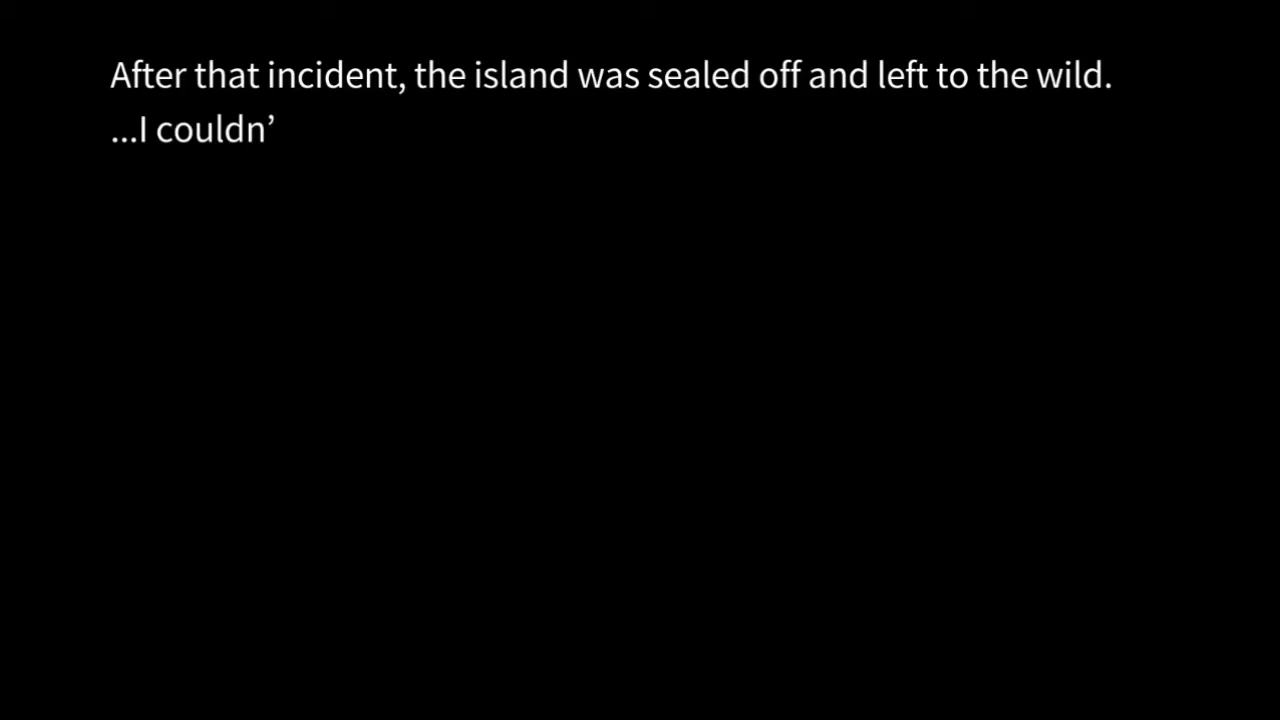 After that incident, the island was sealed off and left to the wild.
...I couldn’